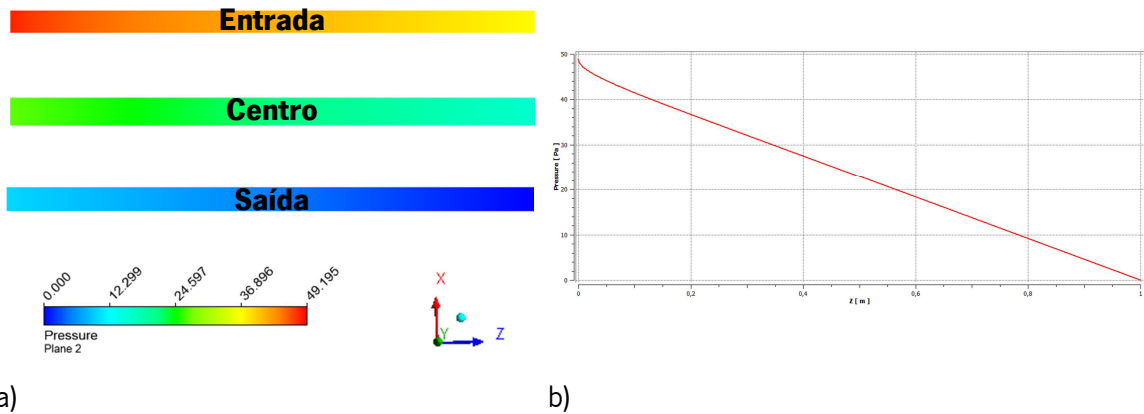 Entrada
Centro
Saída
0.000
12.299
24.597
36.896
49.195
Pressure
Plane 2
X
Y
Z
a)
50
40
30
20
10
0
Pressure [ Pa ]
0
0,2
0,4
0,6
0,8
Z [ m ]
b)